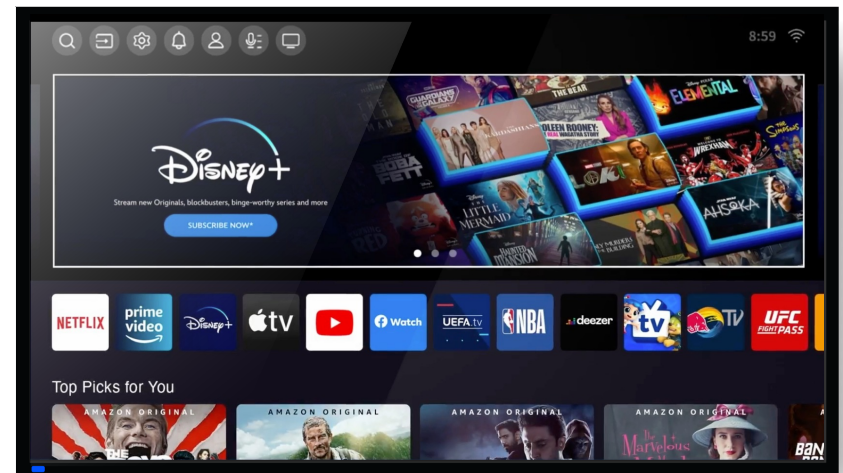 8:59
GUARDIANS
GALAXY
THE BEAR
ELEMENTAL
COLEEN ROONEY:
THE REAL WAGATHA STORY
WREXHAM
The Simpsons
BOBA
FETT
LOKI
AHSOKA
THE
LITTLE
MERMAID
RED
HAUNTED
MANSION
MURDERS
BUILDING
Disney+
Stream new Originals, blockbusters, binge-worthy series and more
SUBSCRIBE NOW*
NETFLIX
prime
video
Disney+
tv
Watch
UEFA.tv
NBA
deezer
tv
TV
UFC
FIGHT PASS
Top Picks for You
AMAZON ORIGINAL
AMAZON ORIGINAL
AMAZON ORIGINAL
AMAZON ORIGINAL
THE
The
Marvelous
BAN